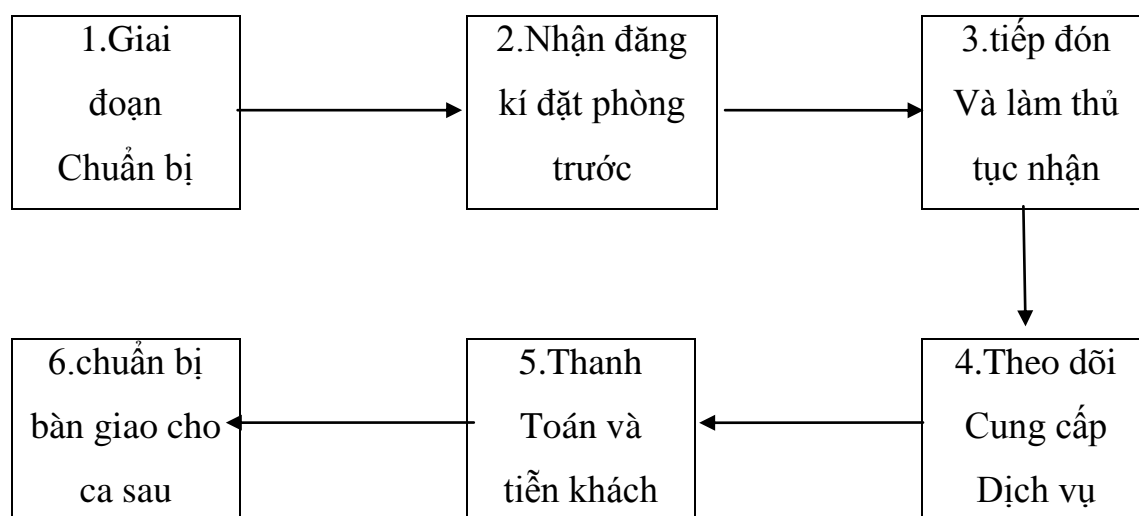 1.Giai
đoạn
Chuẩn bị
2.Nhận đăng
kí đặt phòng
trước
3.tiếp đón
Và làm thủ
tục nhận
4.Theo dõi
Cung cấp
Dịch vụ
5.Thanh
Toán và
tiễn khách
6.chuẩn bị
bàn giao cho
ca sau